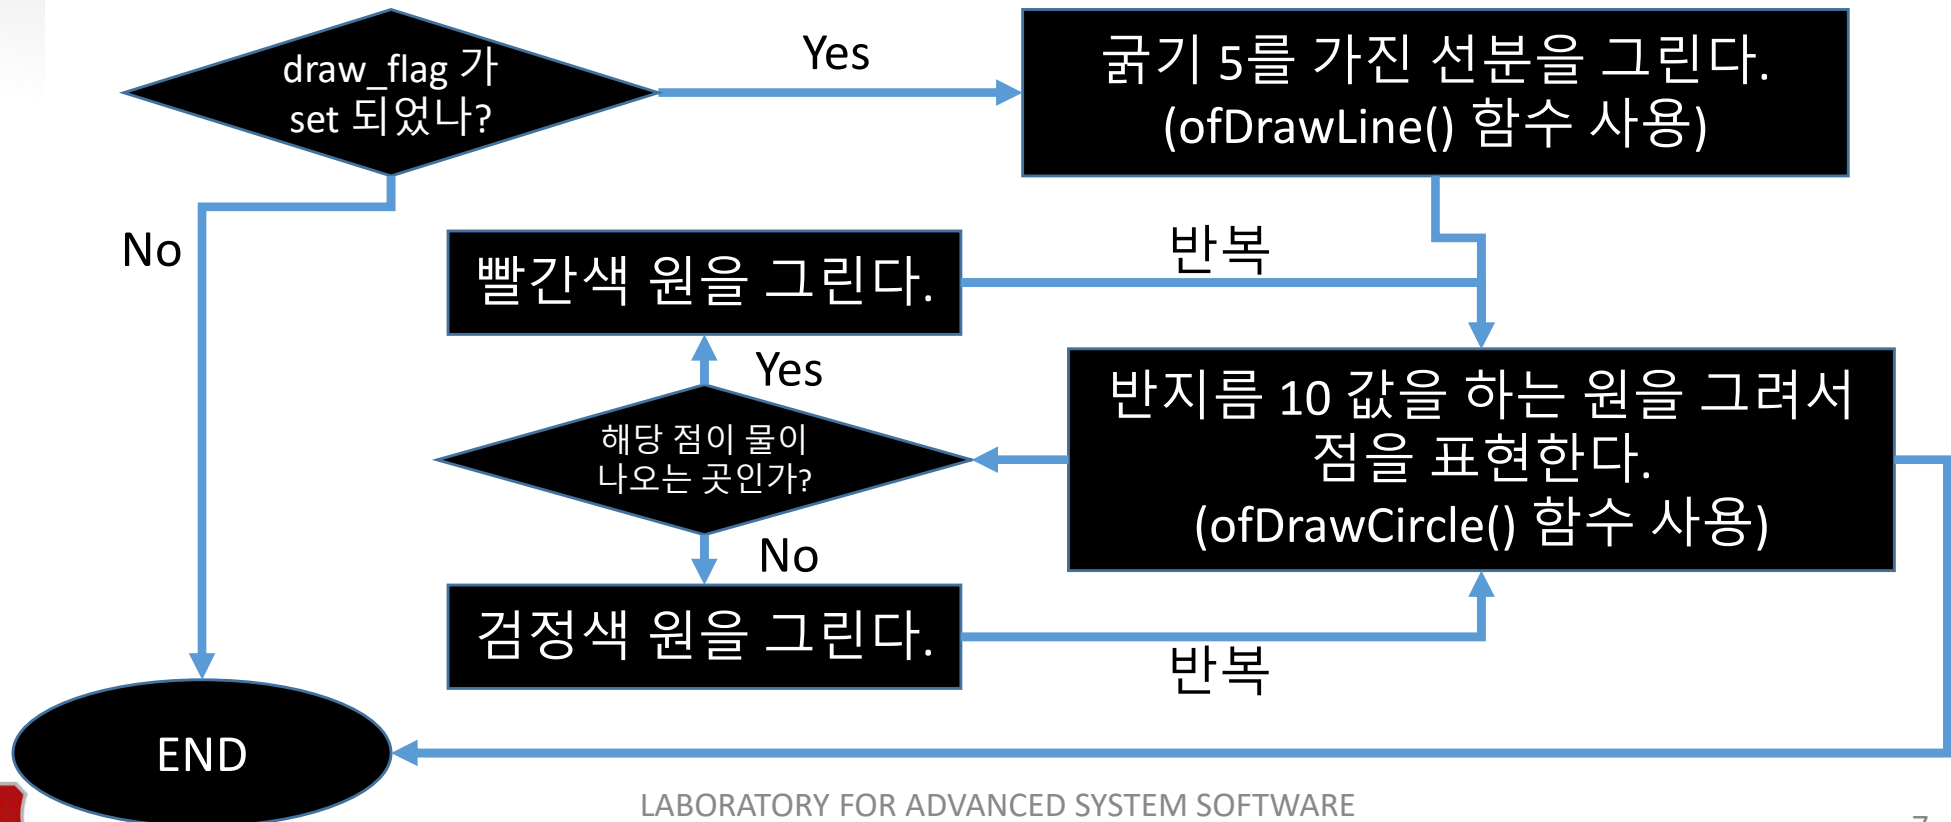 draw_flag 가
set 되었나?
Yes
굵기 5를 가진 선분을 그린다.
(ofDrawLine() 함수 사용)
No
빨간색 원을 그린다.
반복
Yes
해당 점이 물이
나오는 곳인가?
반지름 10 값을 하는 원을 그려서
점을 표현한다.
(ofDrawCircle() 함수 사용)
No
검정색 원을 그린다.
반복
END
LABORATORY FOR ADVANCED SYSTEM SOFTWARE